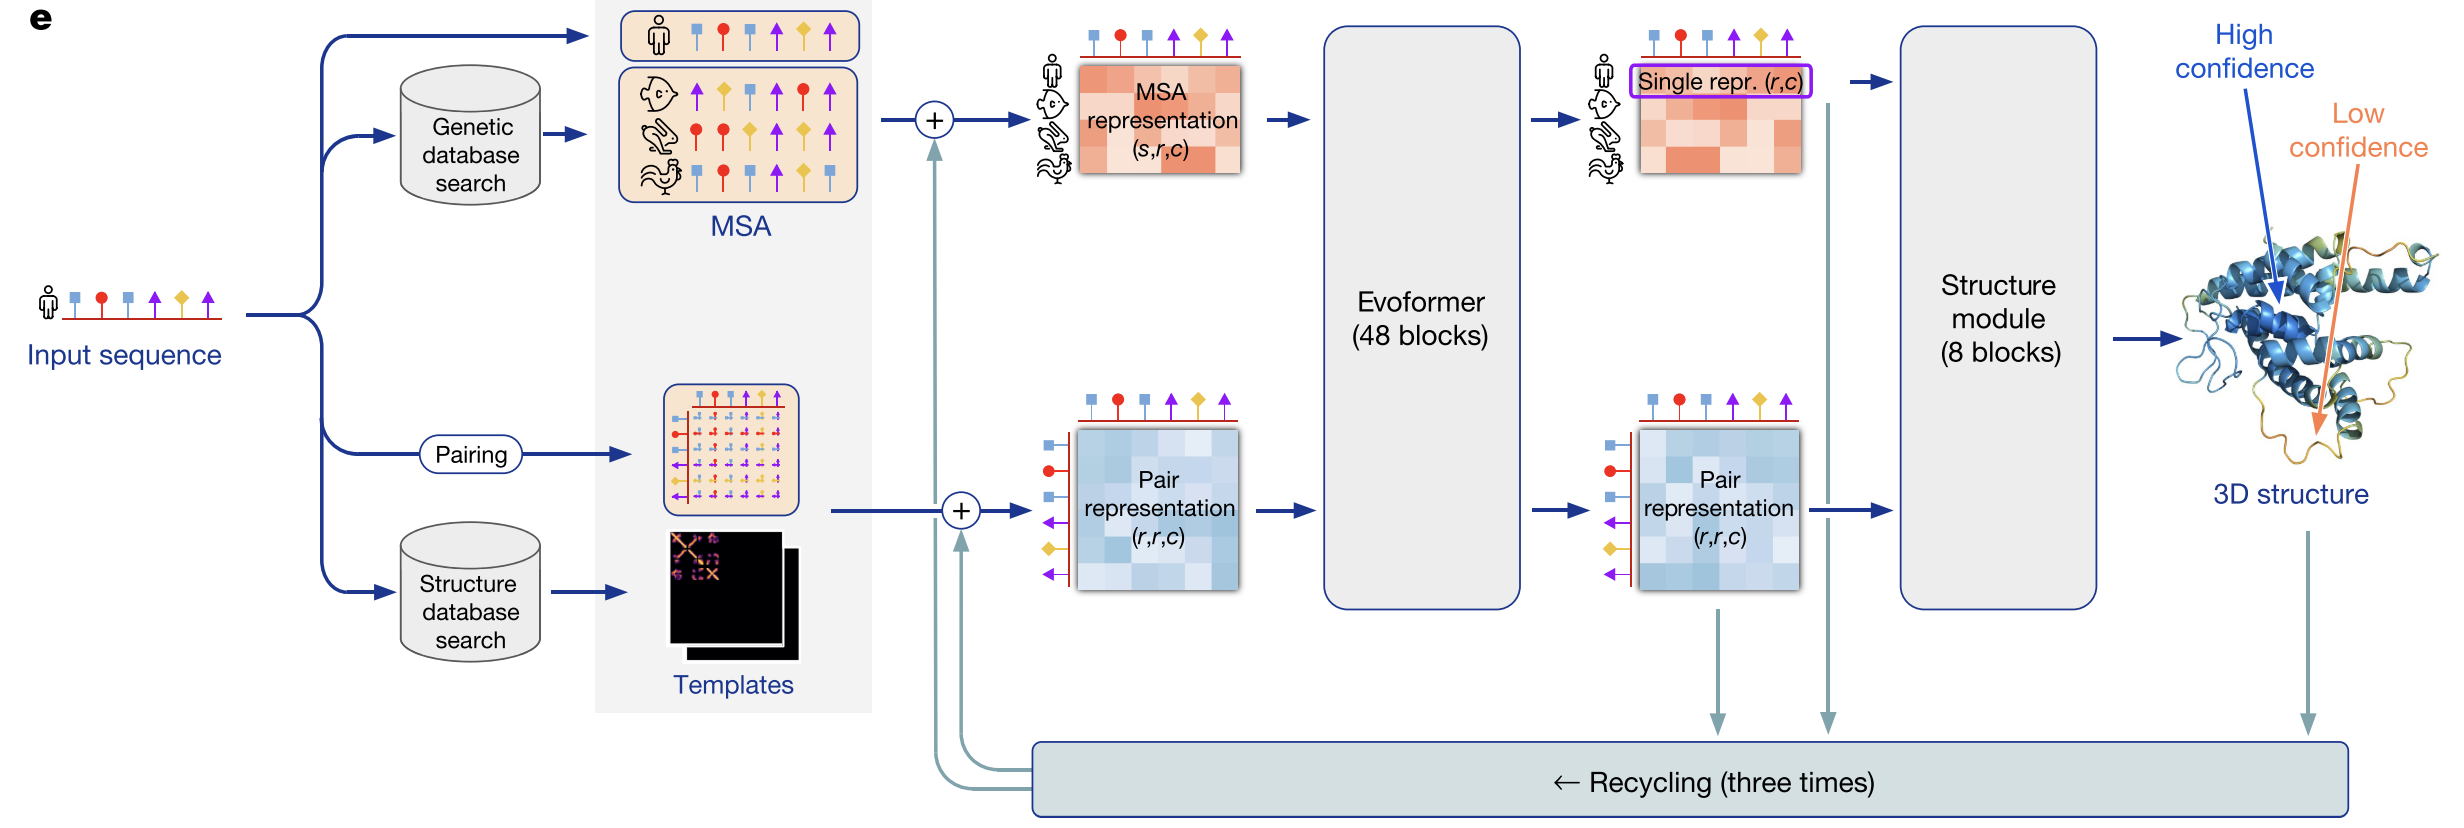 e
Input sequence
Genetic
database
search
MSA
Pairing
Structure
database
search
Templates
+
+
MSA
representation
(s,r,c)
Pair
representation
(r,r,c)
Evoformer
(48 blocks)
Single repr. (r,c)
Pair
representation
(r,r,c)
Structure
module
(8 blocks)
High
confidence
Low
confidence
3D structure
← Recycling (three times)